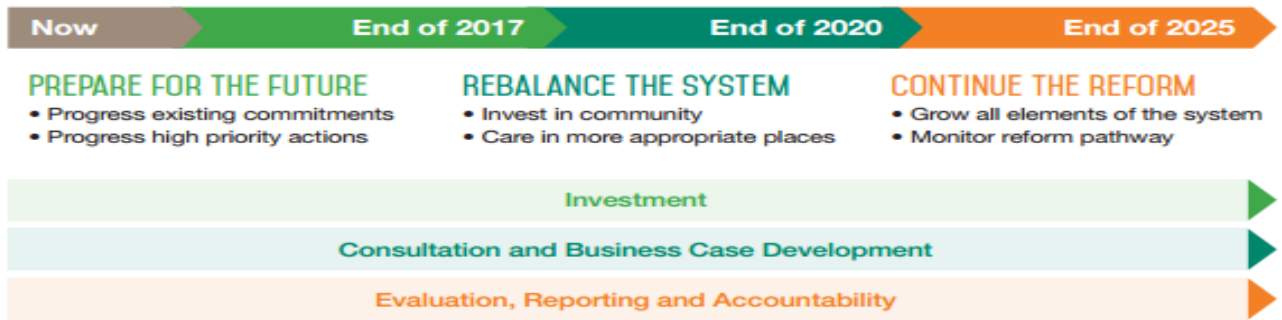 Now End of 2017 End of 2020 End of 2025
PREPARE FOR THE FUTURE
• Progress existing commitments
• Progress high priority actions
REBALANCE THE SYSTEM
• Invest in community
• Care in more appropriate places
CONTINUE THE REFORM
• Grow all elements of the system
• Monitor reform pathway
Investment
Consultation and Business Case Development
Evaluation, Reporting and Accountability